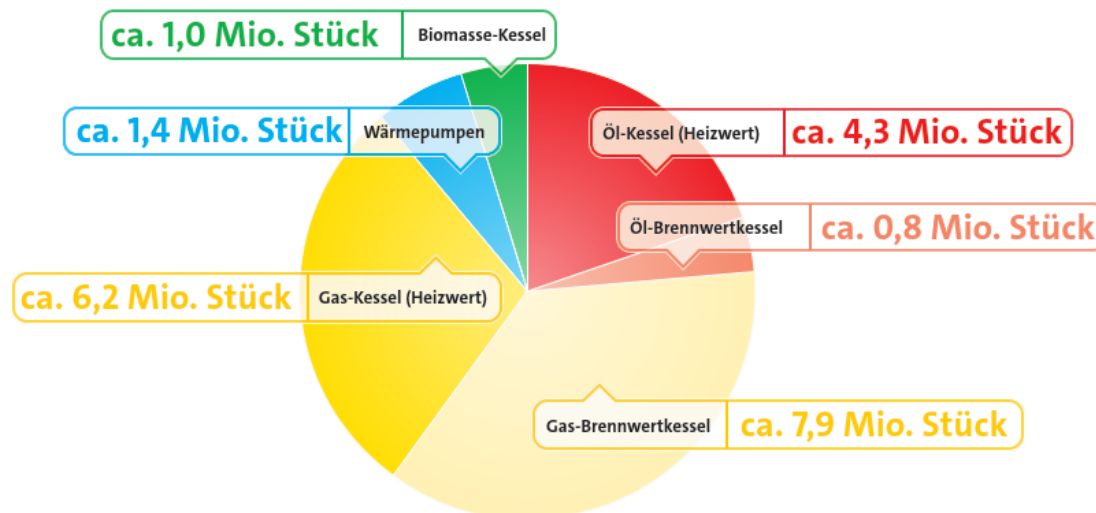 ca. 1,0 Mio. Stück Biomasse-Kessel
ca. 1,4 Mio. Stück Wärmepumpen
Öl-Kessel (Heizwert) ca. 4,3 Mio. Stück
Öl-Brennwertkessel ca. 0,8 Mio. Stück
ca. 6,2 Mio. Stück Gas-Kessel (Heizwert)
Gas-Brennwertkessel ca. 7,9 Mio. Stück